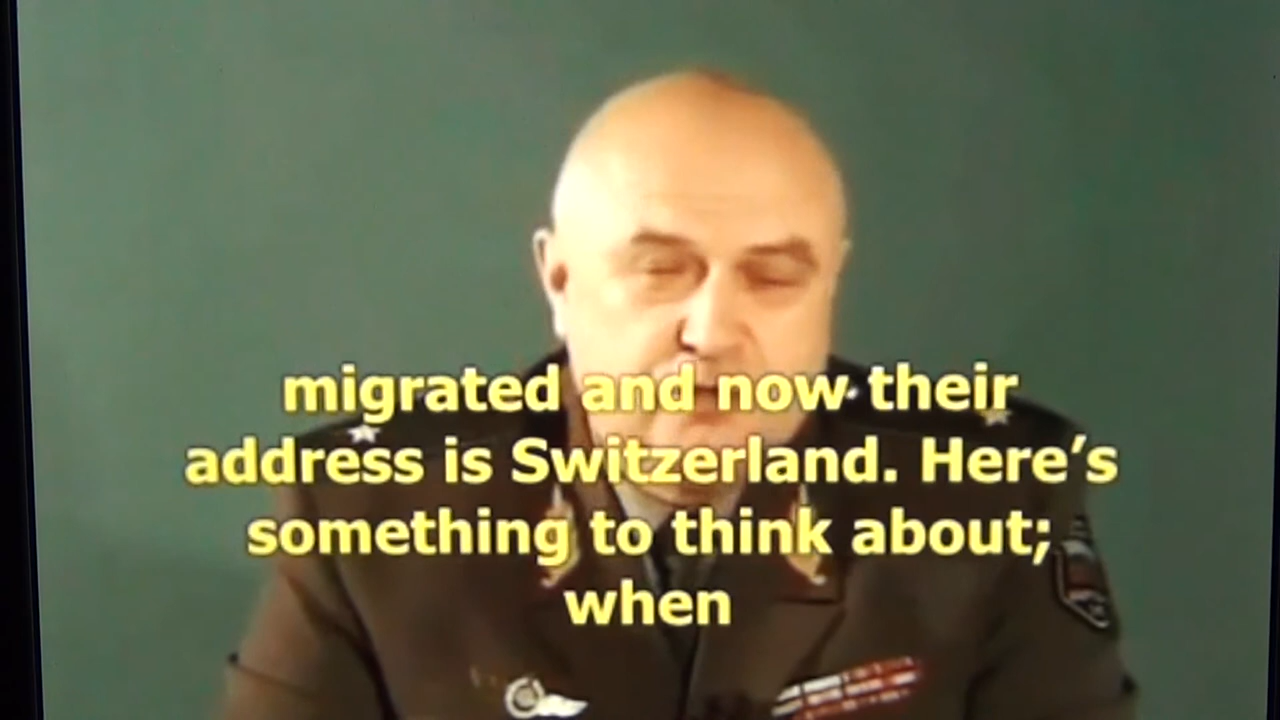 migrated and now their
address is Switzerland. Here’s
something to think about;
when